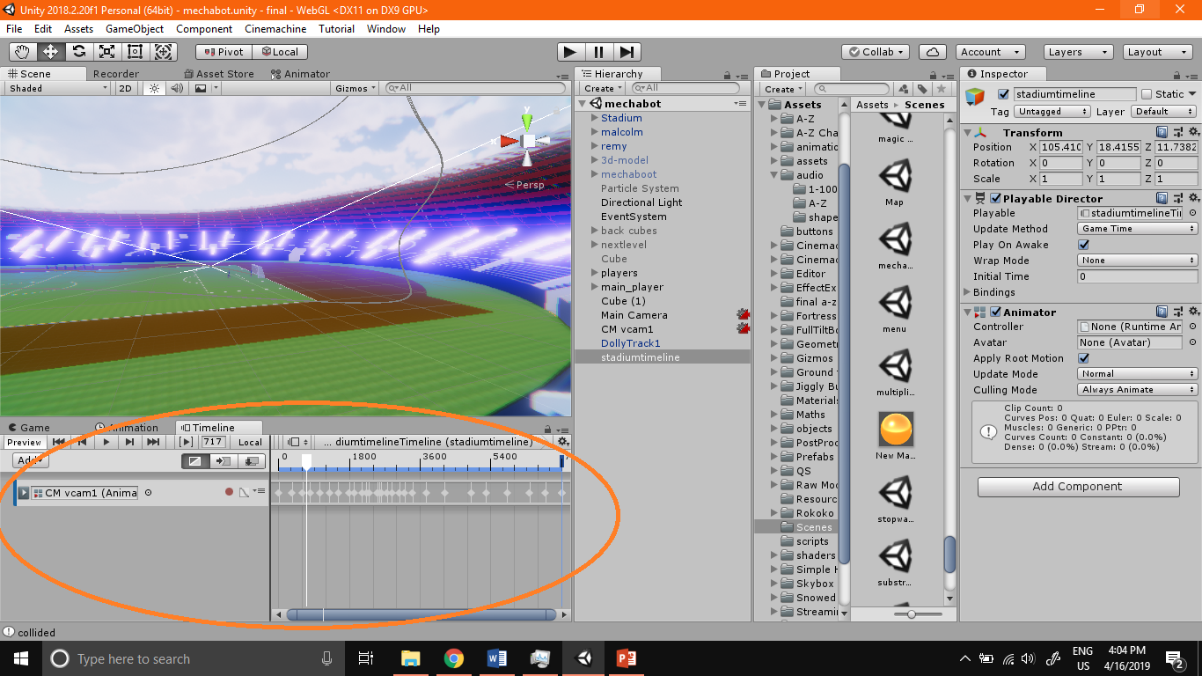 Unity 2018.2.20f1 Personal (64bit) - mechabot.unity - final - WebGL <DX11 on DX9 GPU>
File Edit Assets GameObject Component Cinemachine Tutorial Window Help
Pivot Local Collab Account Layers Layout
Scene Recorder Asset Store Animator
Shaded 2D Gizmos All
y
Persp
Hierarchy
Create All
mechabot
Stadium
malcolm
remy
3d-model
mechaboot
Particle System
Directional Light
EventSystem
back cubes
nextlevel
Cube
players
main_player
Cube (1)
Main Camera
CM vcam1
DollyTrack1
stadiumtimeline
Project
Create
Assets
A-Z
A-Z Cha
animatio
assets
audio
1-100
A-Z
shape
buttons
Cinemac
Cinemac
Editor
EffectEx
final a-z
Fortress
FullTiltBo
Geometr
Gizmos
Ground
Jiggly Bu
Materials
Maths
objects
PostProc
Prefabs
QS
Raw Moc
Resourc
Rokoko
Scenes
scripts
shaders
Simple H
Skybox
Snowed
Streamin
Assets Scenes
magic ...
Map
mecha...
menu
multipli...
New Ma...
stopwa...
substr...
Inspector
stadiumtimeline Static
Tag Untagged Layer Default
Transform
Position X 105.410 Y 18.4155 Z 11.7382
Rotation X 0 Y 0 Z 0
Scale X 1 Y 1 Z 1
Playable Director
Playable stadiumtimelineTi
Update Method Game Time
Play On Awake
Wrap Mode None
Initial Time 0
Bindings
Animator
Controller None (Runtime Ar
Avatar None (Avatar)
Apply Root Motion
Update Mode Normal
Culling Mode Always Animate
Clip Count: 0
Curves Pos: 0 Quat: 0 Euler: 0 Scale: 0
Muscles: 0 Generic: 0 PPtr: 0
Curves Count: 0 Constant: 0 (0.0%)
Dense: 0 (0.0%) Stream: 0 (0.0%)
Add Component
Game Animation Timeline
Preview 717 Local ... diumtimelineTimeline (stadiumtimeline)
Add 0 1800 3600 5400
CM vcam1 (Anima
collided
Type here to search
ENG
US
4:04 PM
4/16/2019
2